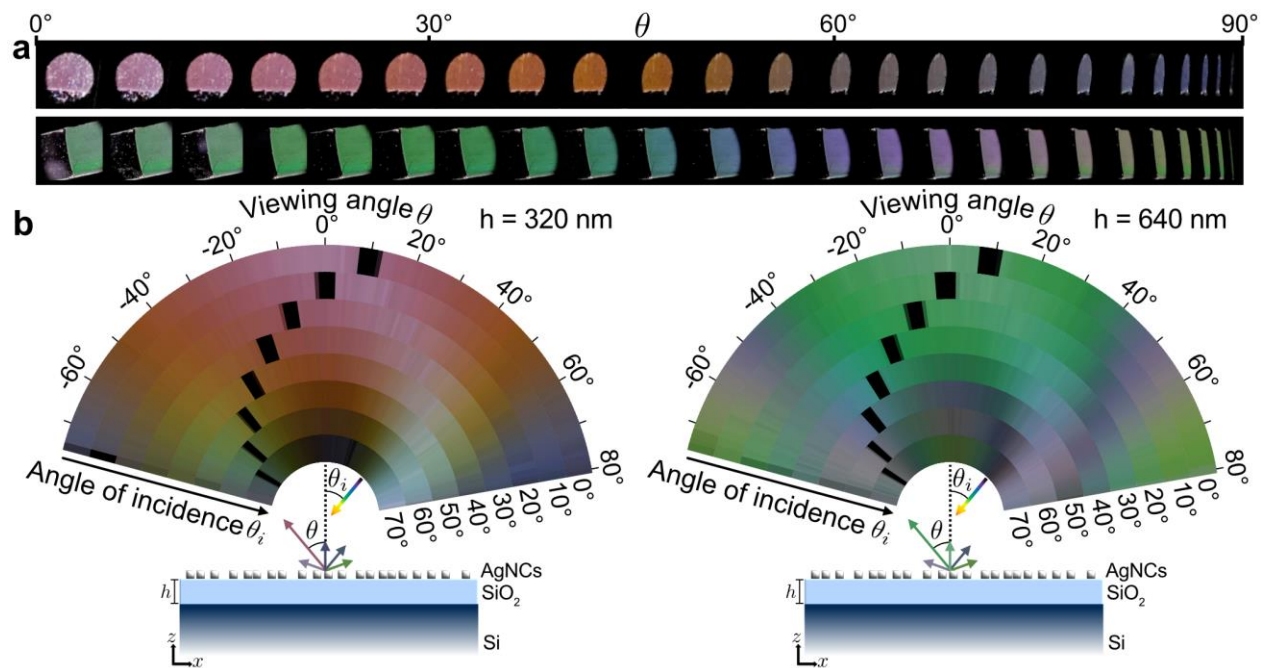 0° 30° θ 60° 90°
a
b
Viewing angle θ h = 320 nm
-60° -40° -20° 0° 20° 40° 60° 80°
Angle of incidence θi
70° 60° 50° 40° 30° 20° 10° 0°
θi
θ
AgNCs
h SiO2
z
x
Si
Viewing angle θ h = 640 nm
-60° -40° -20° 0° 20° 40° 60° 80°
Angle of incidence θi
70° 60° 50° 40° 30° 20° 10° 0°
θi
θ
AgNCs
h SiO2
z
x
Si